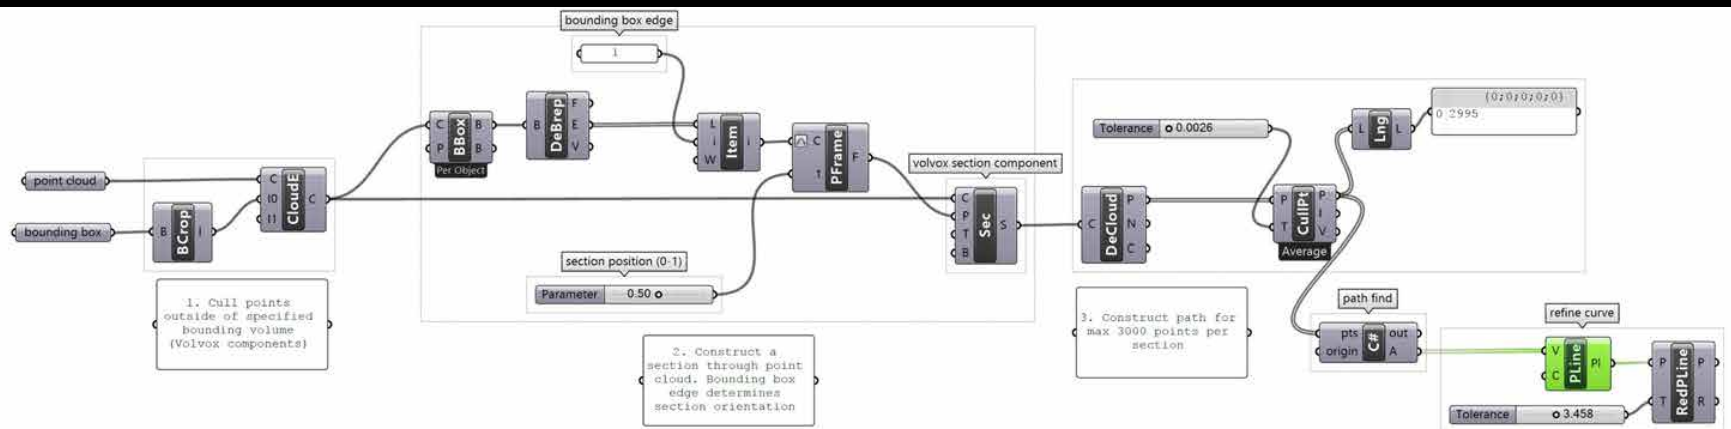 bounding box edge
1
point cloud
bounding box
B
BCrop
I
C
I0
I1
CloudE
C
1. Cull points
outside of specified
bounding volume
(Volvox components)
C
P
BBox
B
B
Per Object
B
DeBrep
F
E
V
L
i
W
Item
i
C
T
PFrame
F
section position (0-1)
Parameter
0.50
2. Construct a
section through point
cloud. Bounding box
edge determines
section orientation
volvox section component
C
P
T
B
Sec
S
C
DeCloud
P
N
C
Tolerance
0.0026
P
T
CullPt
P
I
V
Average
L
Lng
L
{0;0;0;0;0}
0 2995
3. Construct path for
max 3000 points per
section
path find
pts
origin
C#
out
A
refine curve
V
C
PLine
Pl
Tolerance
3.458
P
T
RedPLine
P
R